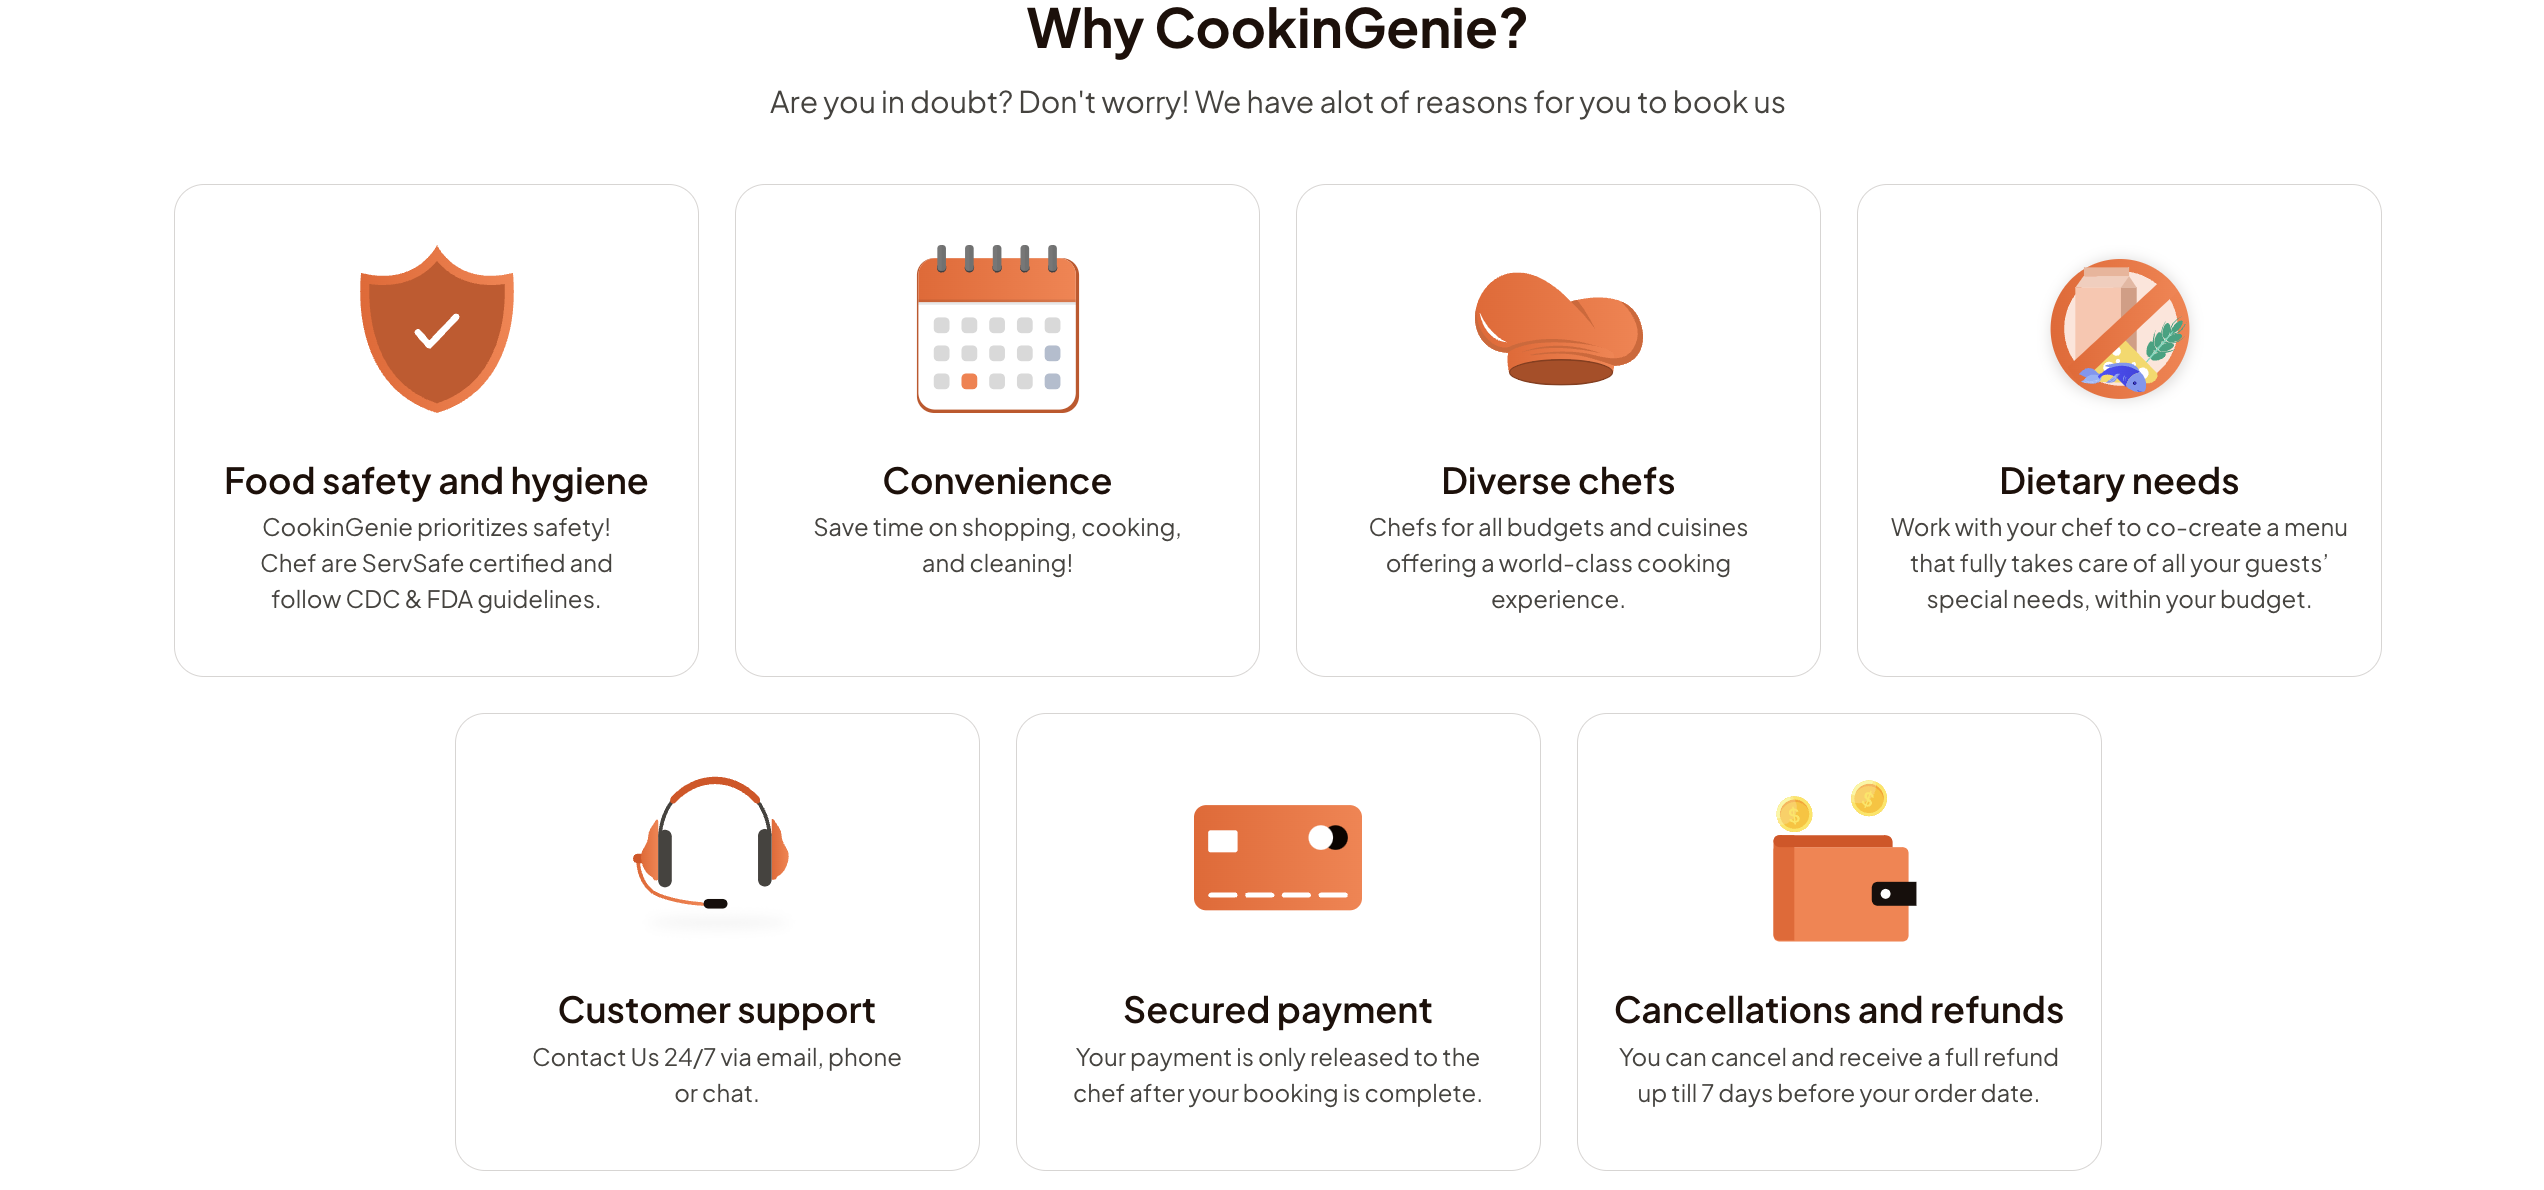 Why CookinGenie?
Are you in doubt? Don't worry! We have alot of reasons for you to book us
Food safety and hygiene
CookinGenie prioritizes safety!
Chef are ServSafe certified and
follow CDC & FDA guidelines.
Convenience
Save time on shopping, cooking,
and cleaning!
Diverse chefs
Chefs for all budgets and cuisines
offering a world-class cooking
experience.
Dietary needs
Work with your chef to co-create a menu
that fully takes care of all your guests’
special needs, within your budget.
Customer support
Contact Us 24/7 via email, phone
or chat.
Secured payment
Your payment is only released to the
chef after your booking is complete.
Cancellations and refunds
You can cancel and receive a full refund
up till 7 days before your order date.